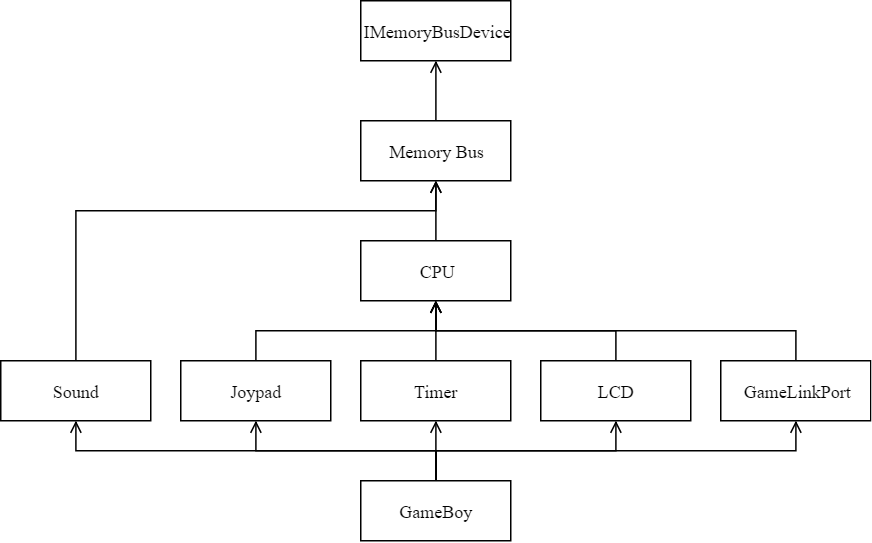 IMemoryBusDevice
Memory Bus
CPU
Sound
Joypad
Timer
LCD
GameLinkPort
GameBoy